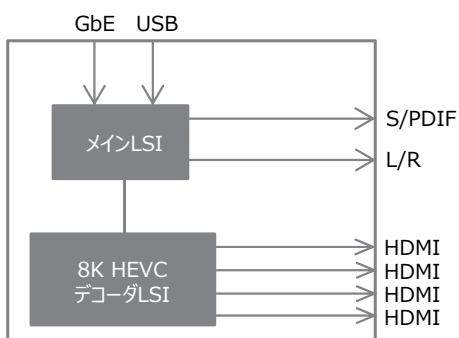 GbE USB
メインLSI
S/PDIF
L/R
8K HEVC
デコーダLSI
HDMI
HDMI
HDMI
HDMI